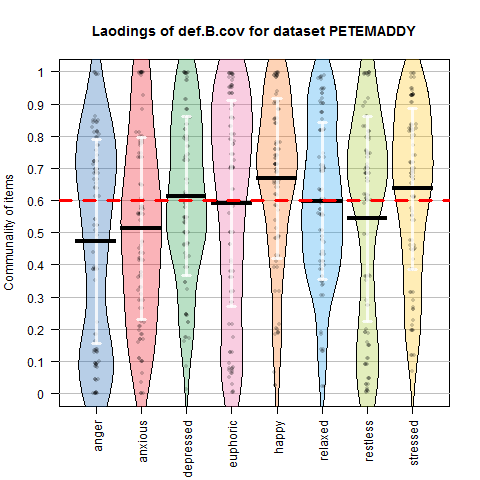 Laodings of def.B.cov for dataset PETEMADDY
Communality of items
1
0.9
0.8
0.7
0.6
0.5
0.4
0.3
0.2
0.1
0
anger
anxious
depressed
euphoric
happy
relaxed
restless
stressed